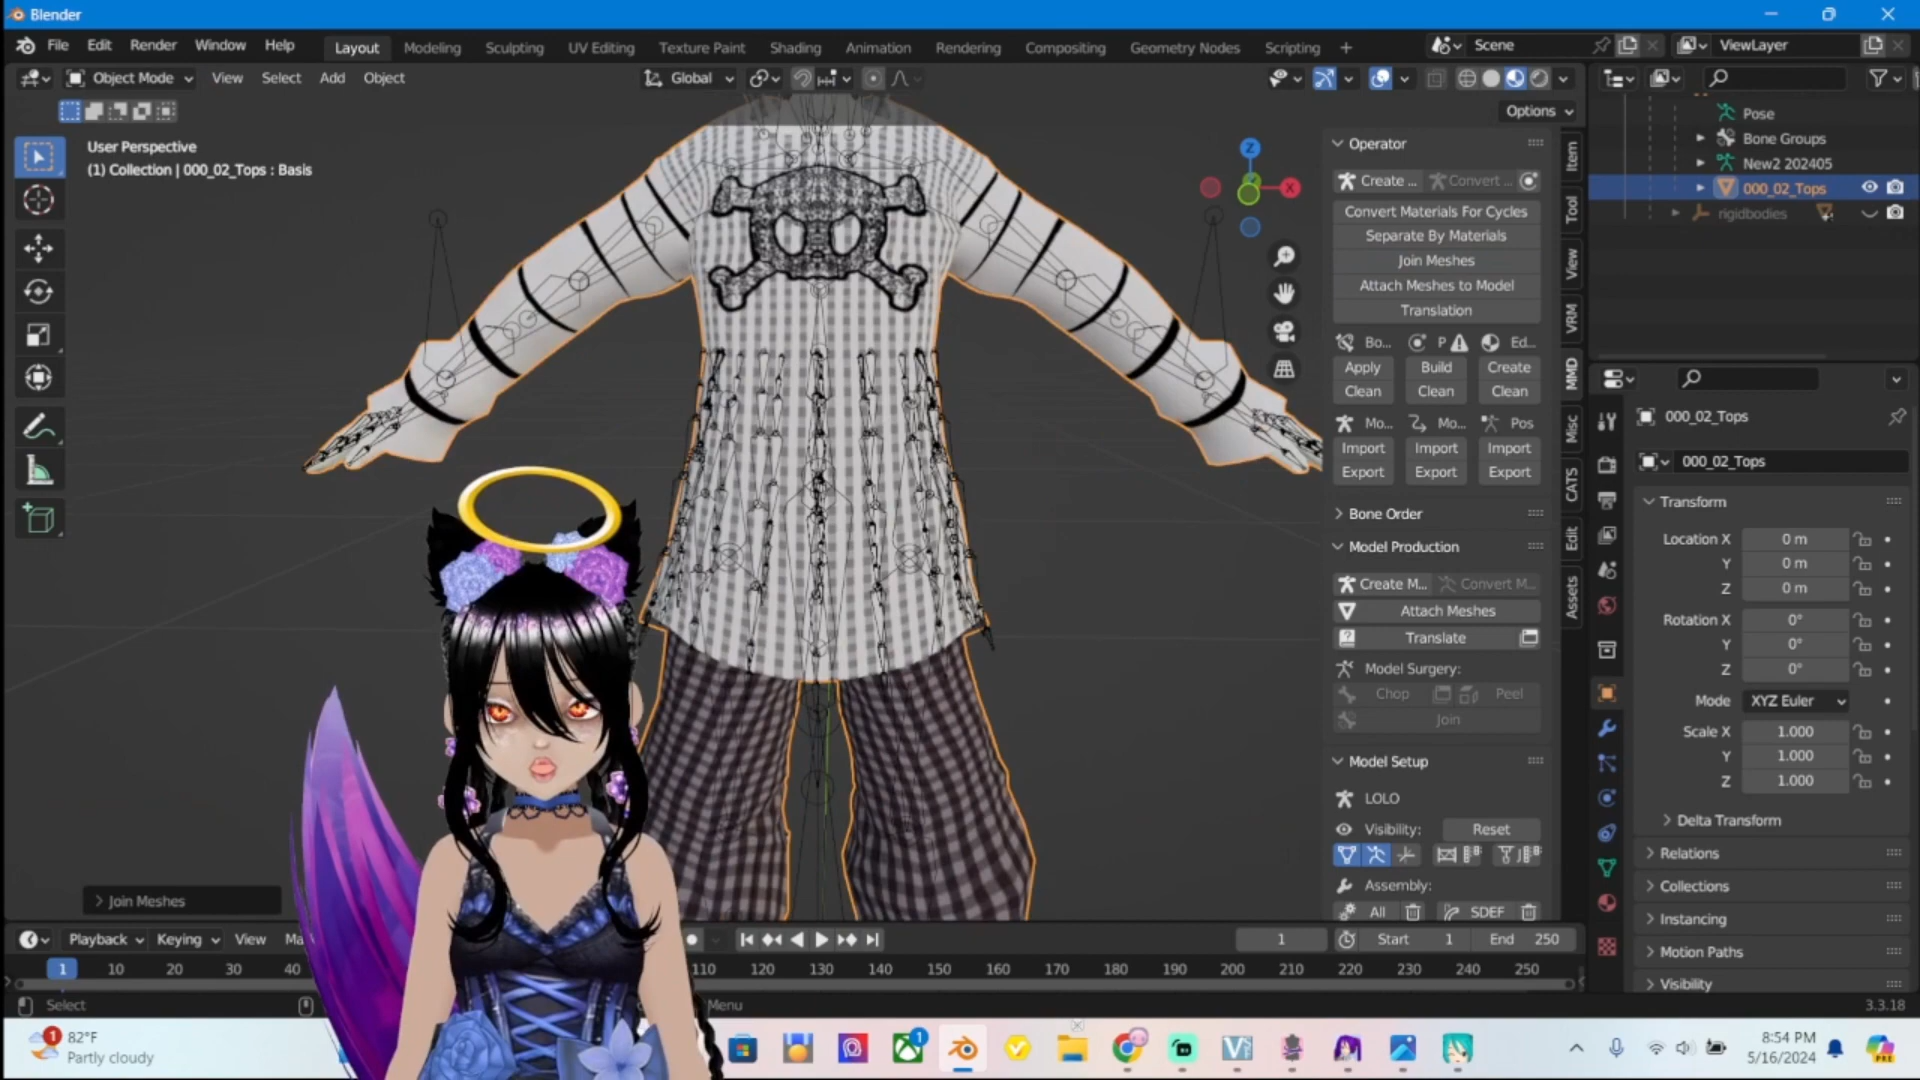 Blender
File Edit Render Window Help
Layout Modeling Sculpting UV Editing Texture Paint Shading Animation Rendering Compositing Geometry Nodes Scripting +
Scene
ViewLayer
Object Mode View Select Add Object
Global
Options
User Perspective
(1) Collection | 000_02_Tops : Basis
Z
X
Pose
Bone Groups
New2 202405
000_02_Tops
rigidbodies
Operator
Create ... Convert ...
Convert Materials For Cycles
Separate By Materials
Join Meshes
Attach Meshes to Model
Translation
Bo... P Ed...
Apply Build Create
Clean Clean Clean
Mo... Mo... Pos
Import Import Import
Export Export Export
Bone Order
Model Production
Create M... Convert M...
Attach Meshes
Translate
Model Surgery:
Chop Peel
Join
Model Setup
LOLO
Visibility: Reset
Assembly:
All SDEF
Item
Tool
View
VRM
MMD
Misc
CATS
Edit
Assets
000_02_Tops
000_02_Tops
Transform
Location X 0 m
Y 0 m
Z 0 m
Rotation X 0°
Y 0°
Z 0°
Mode XYZ Euler
Scale X 1.000
Y 1.000
Z 1.000
Delta Transform
Relations
Collections
Instancing
Motion Paths
Visibility
Join Meshes
Playback Keying View Ma
1 Start 1 End 250
1 10 20 30 40 110 120 130 140 150 160 170 180 190 200 210 220 230 240 250
Select
Menu
3.3.18
1
82°F
Partly cloudy
1
8:54 PM
5/16/2024
PRE